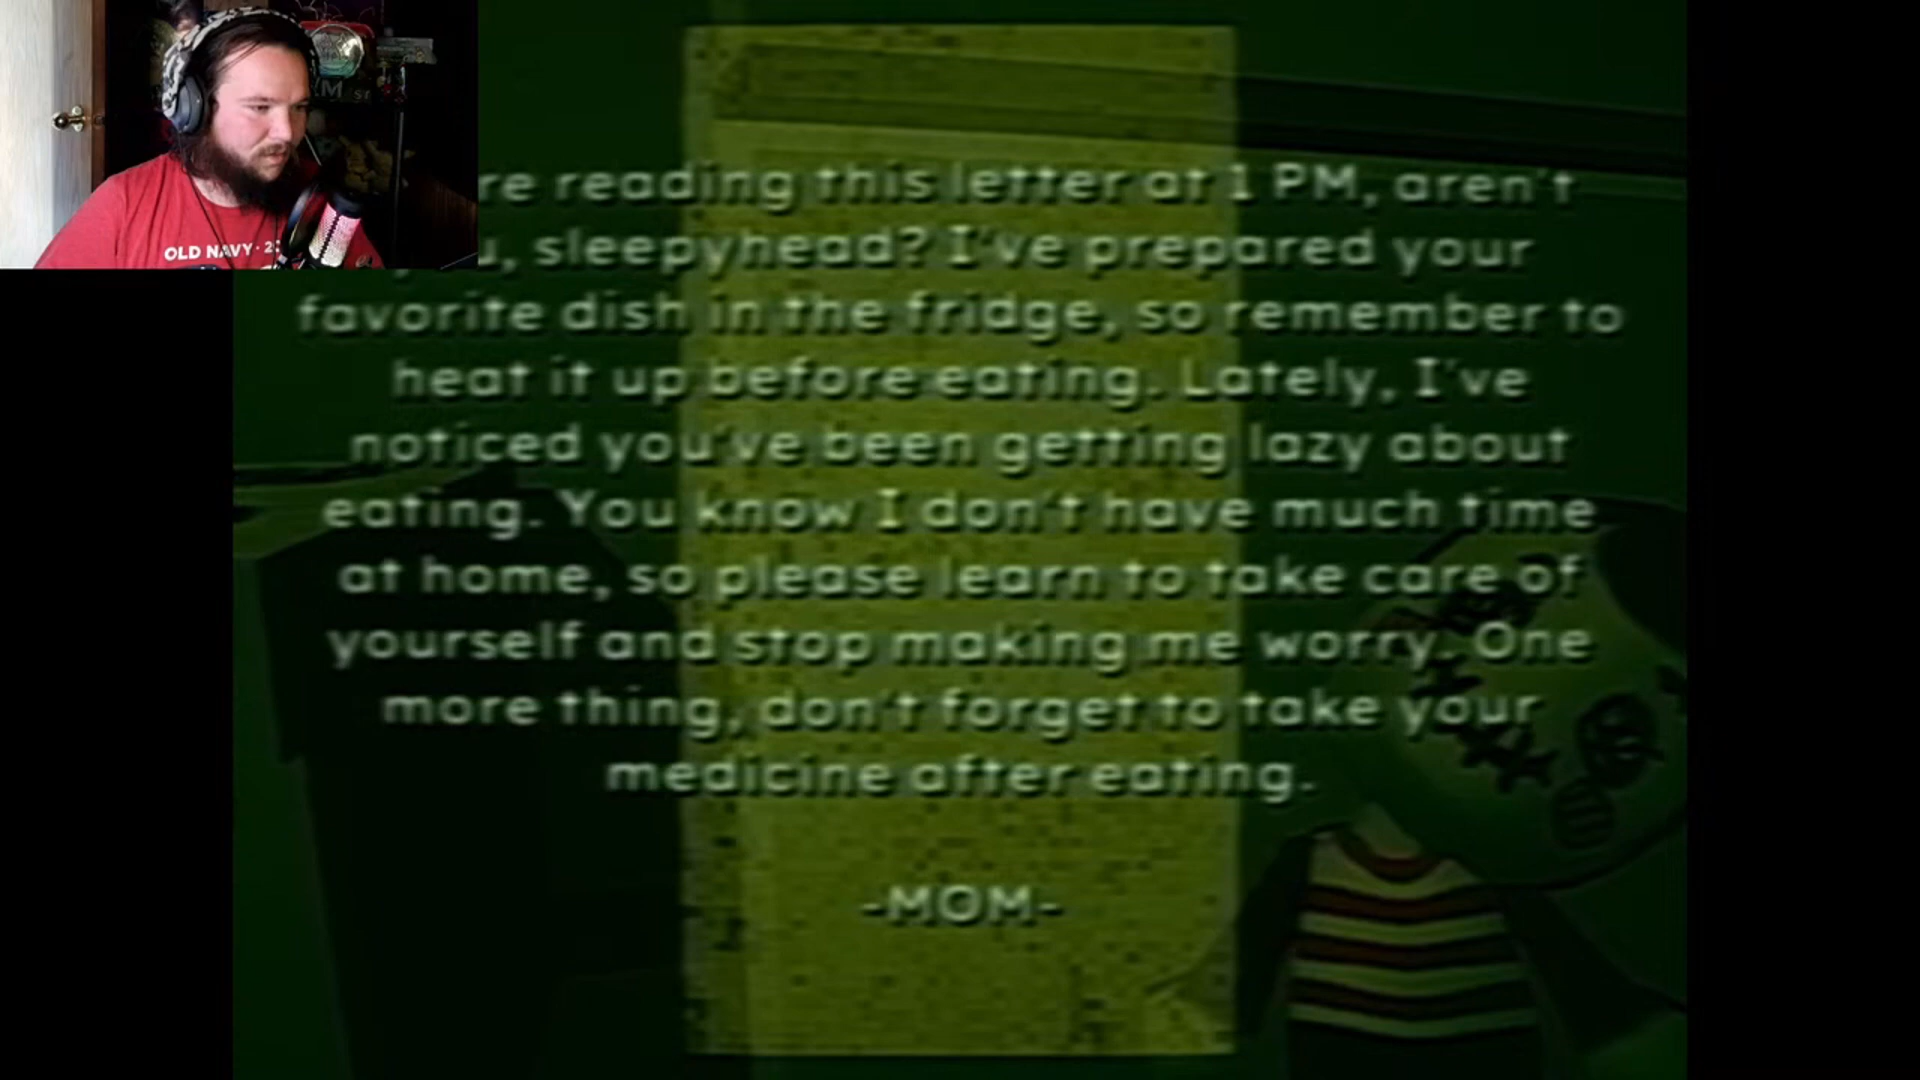 OLD NAVY
re reading this letter at 1 PM, aren't
, sleepyhead? I've prepared your
favorite dish in the fridge, so remember to
heat it up before eating. Lately, I've
noticed you've been getting lazy about
eating. You know I don't have much time
at home, so please learn to take care of
yourself and stop making me worry. One
more thing, don't forget to take your
medicine after eating.
-MOM-